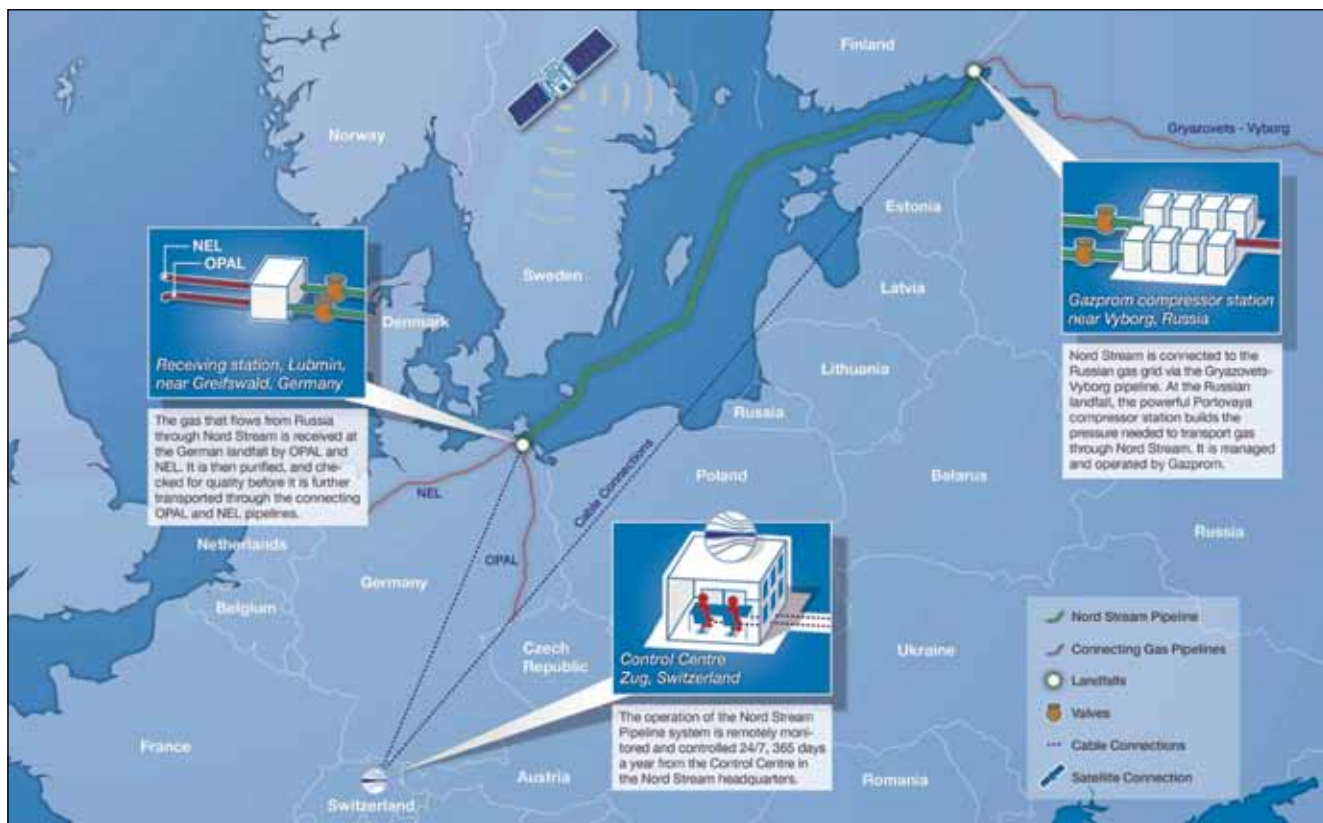 Finland
Norway
Gryazovets - Vyborg
Estonia
Sweden
Latvia
Denmark
Lithuania
Russia
NEL
OPAL
Receiving station, Lubmin,
near Greifswald, Germany
The gas that flows from Russia
through Nord Stream is received at
the German landfall by OPAL and
NEL. It is then purified, and che-
cked for quality before it is further
transported through the connecting
OPAL and NEL pipelines.
Gazprom compressor station
near Vyborg, Russia
Nord Stream is connected to the
Russian gas grid via the Gryazovets-
Vyborg pipeline. At the Russian
landfall, the powerful Portovaya
compressor station builds the
pressure needed to transport gas
through Nord Stream. It is managed
and operated by Gazprom.
Poland
Belarus
NEL
Cable Connections
Russia
Netherlands
OPAL
Germany
Belgium
Czech
Republic
Ukraine
Control Centre
Zug, Switzerland
The operation of the Nord Stream
Pipeline system is remotely moni-
tored and controlled 24/7, 365 days
a year from the Control Centre in
the Nord Stream headquarters.
France
Austria
Romania
Switzerland
Nord Stream Pipeline
Connecting Gas Pipelines
Landfalls
Valves
Cable Connections
Satellite Connection